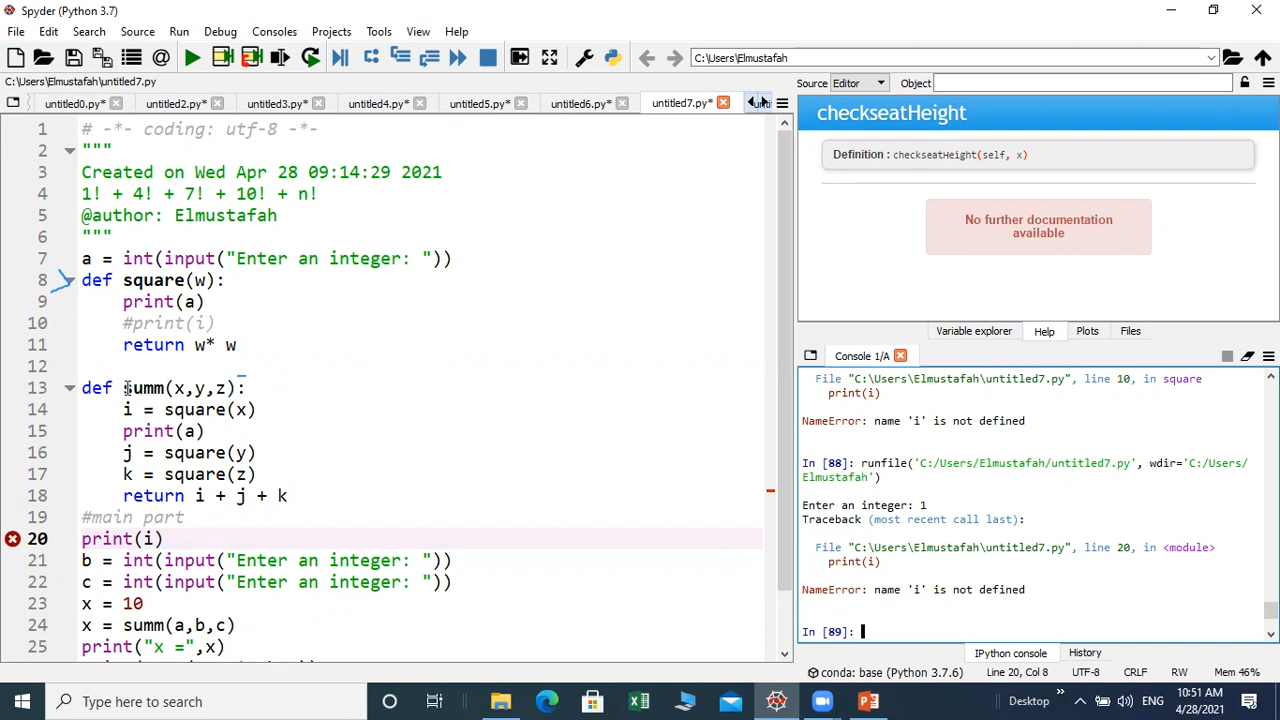 Spyder (Python 3.7)
File Edit Search Source Run Debug Consoles Projects Tools View Help
C:\Users\Elmustafah
C:\Users\Elmustafah\untitled7.py
Source Editor Object
untitled0.py* untitled2.py* untitled3.py* untitled4.py* untitled5.py* untitled6.py* untitled7.py*
1 # -*- coding: utf-8 -*-
2 """
3 Created on Wed Apr 28 09:14:29 2021
4 1! + 4! + 7! + 10! + n!
5 @author: Elmustafah
6 """
7 a = int(input("Enter an integer: "))
8 def square(w):
9 print(a)
10 #print(i)
11 return w* w
12
13 def summ(x,y,z):
14 i = square(x)
15 print(a)
16 j = square(y)
17 k = square(z)
18 return i + j + k
19 #main part
20 print(i)
21 b = int(input("Enter an integer: "))
22 c = int(input("Enter an integer: "))
23 x = 10
24 x = summ(a,b,c)
25 print("x =",x)
checkseatHeight
Definition : checkseatHeight(self, x)
No further documentation
available
Variable explorer Help Plots Files
Console 1/A
File "C:\Users\Elmustafah\untitled7.py", line 10, in square
print(i)
NameError: name 'i' is not defined
In [88]: runfile('C:/Users/Elmustafah/untitled7.py', wdir='C:/Users/
Elmustafah')
Enter an integer: 1
Traceback (most recent call last):
File "C:\Users\Elmustafah\untitled7.py", line 20, in <module>
print(i)
NameError: name 'i' is not defined
In [89]:
IPython console History
conda: base (Python 3.7.6) Line 20, Col 8 UTF-8 CRLF RW Mem 46%
Type here to search
Desktop ENG
10:51 AM
4/28/2021